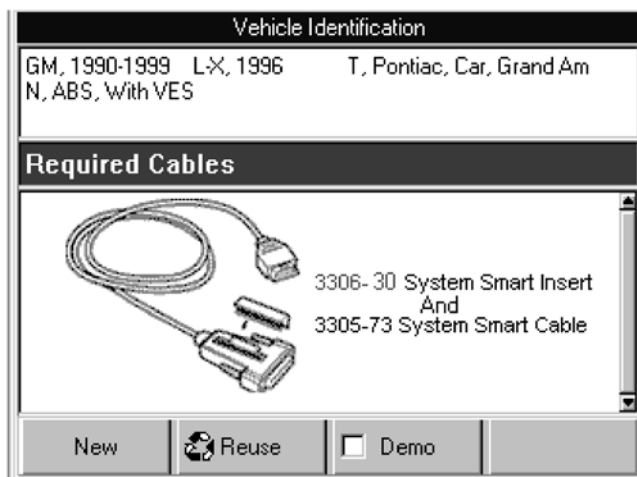 Vehicle Identification
GM, 1990-1999 L-X, 1996 T, Pontiac, Car, Grand Am
N, ABS, With VES
Required Cables
3306-30 System Smart Insert
And
3305-73 System Smart Cable
New Reuse Demo